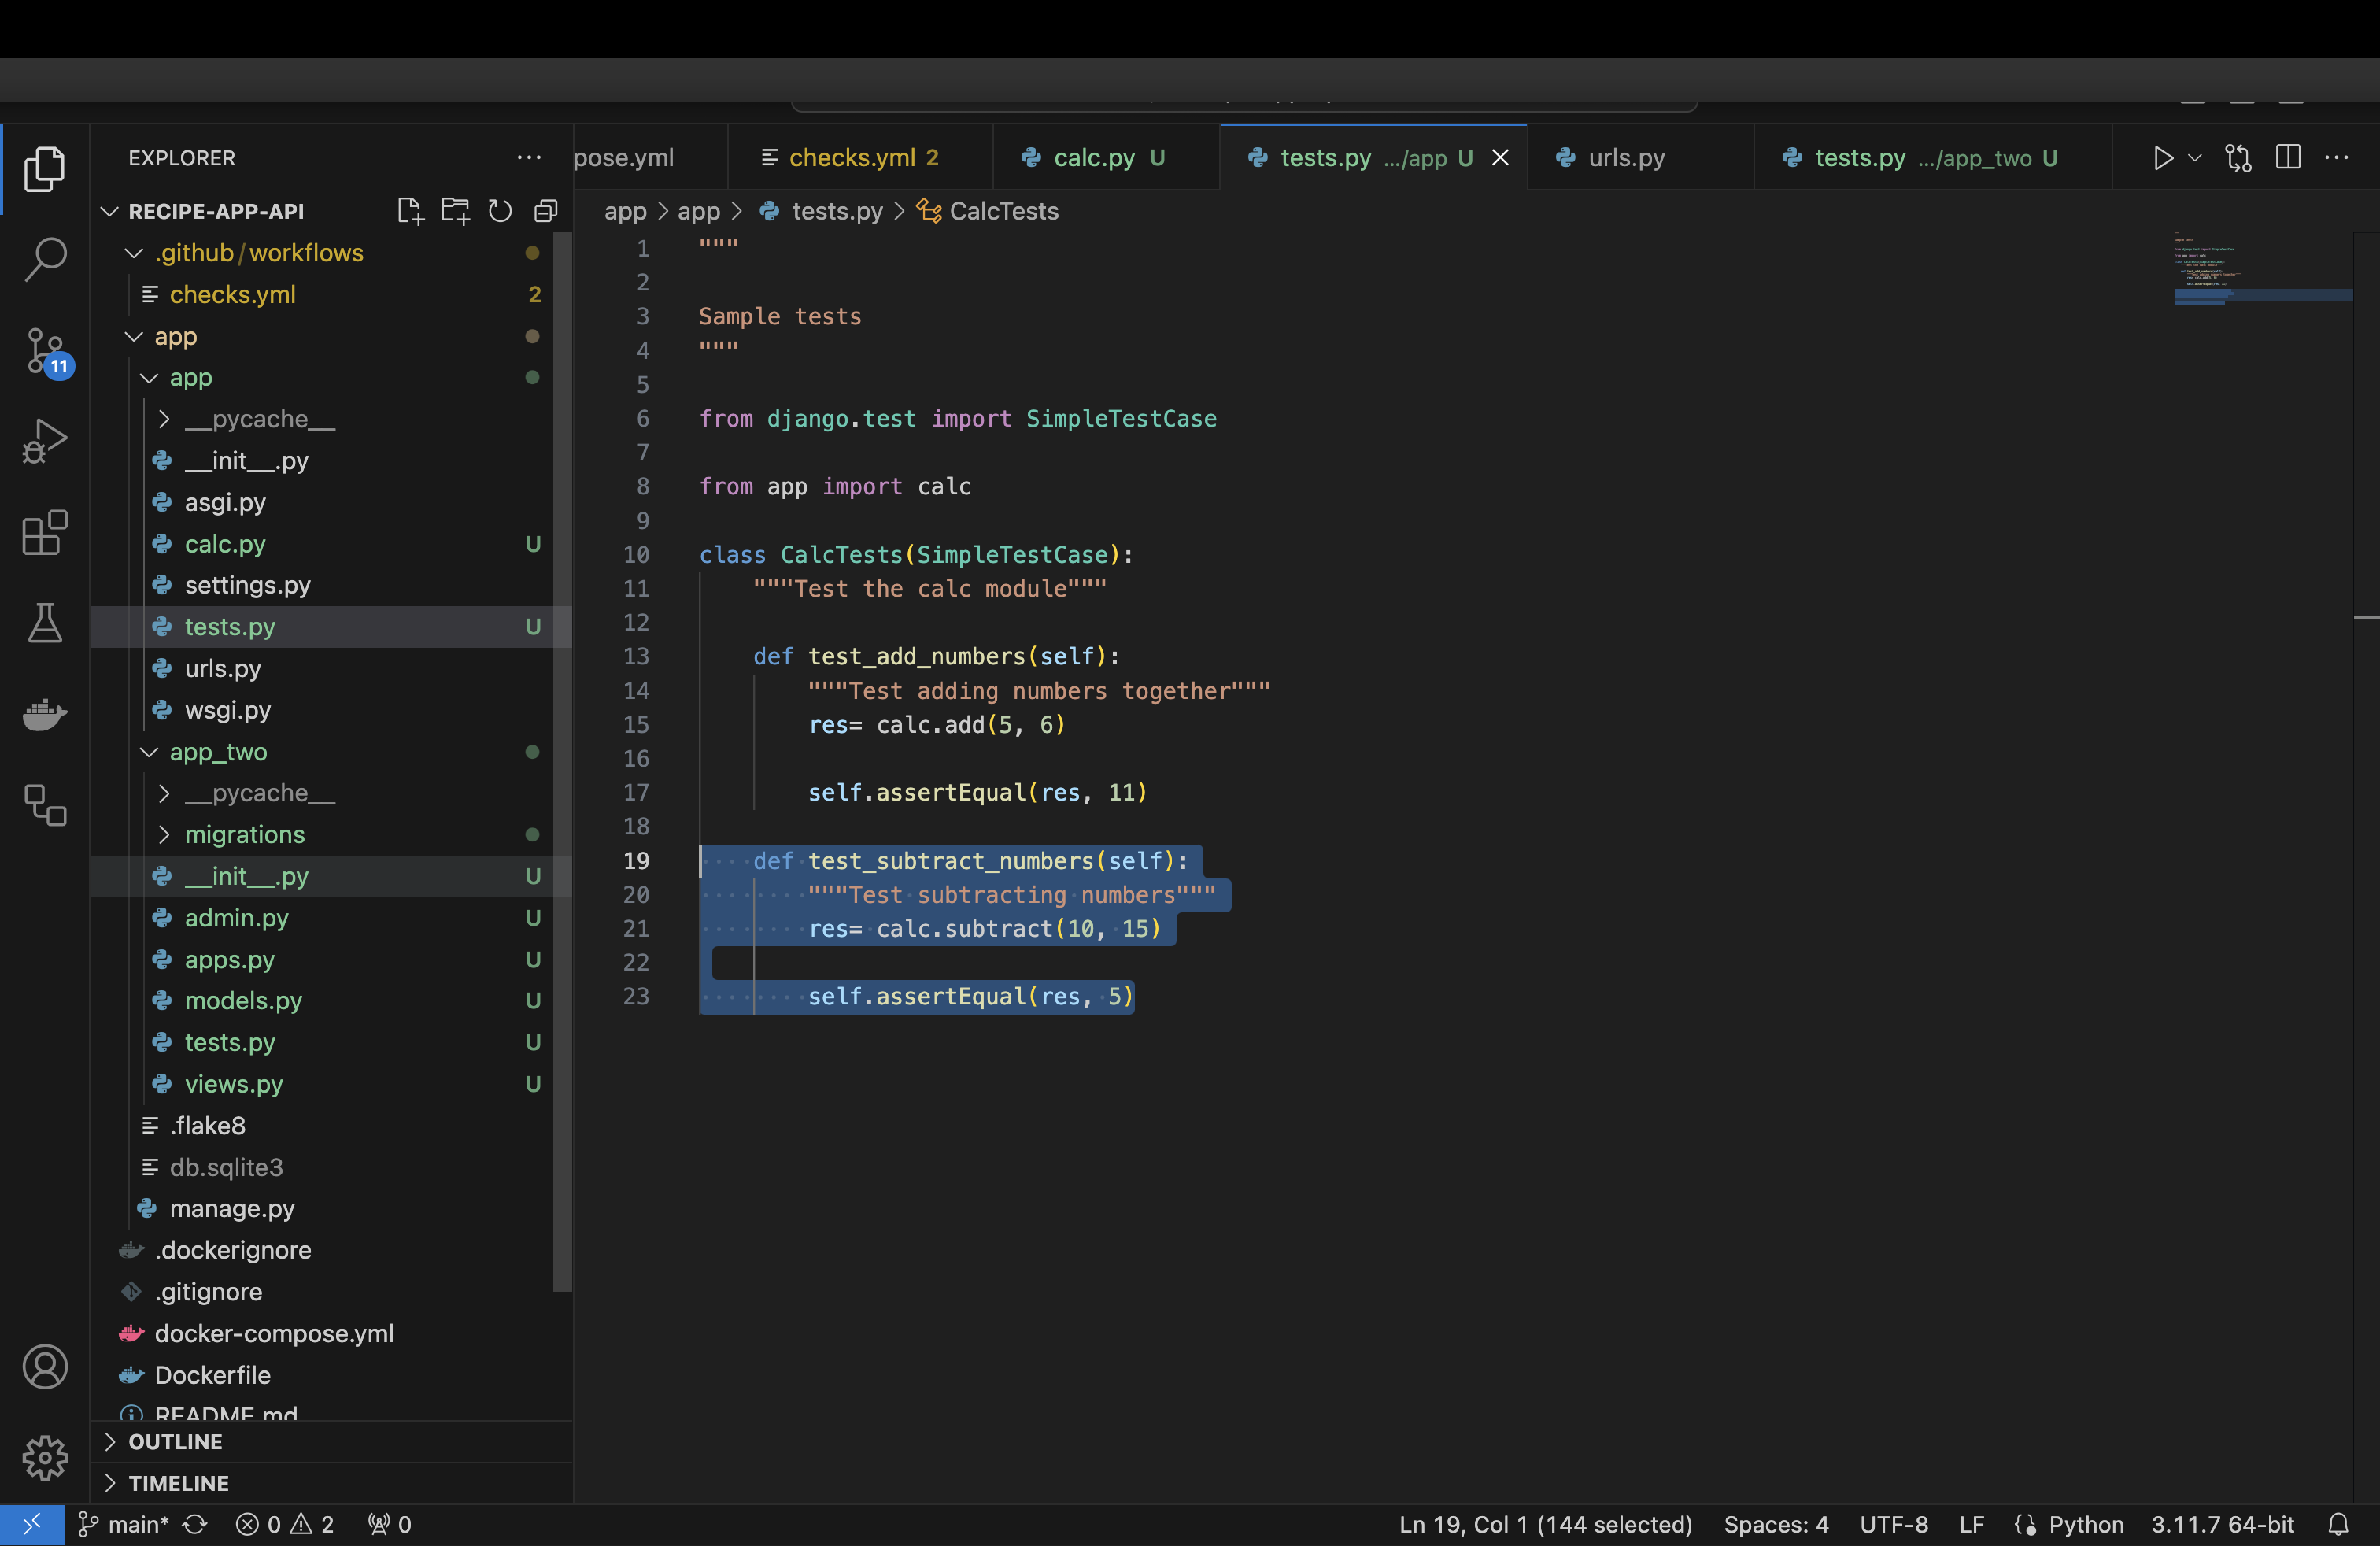 EXPLORER
RECIPE-APP-API
.github/workflows
checks.yml 2
app
app
__pycache__
__init__.py
asgi.py
calc.py U
settings.py
tests.py U
urls.py
wsgi.py
app_two
__pycache__
migrations
__init__.py U
admin.py U
apps.py U
models.py U
tests.py U
views.py U
.flake8
db.sqlite3
manage.py
.dockerignore
.gitignore
docker-compose.yml
Dockerfile
README.md
OUTLINE
TIMELINE
11
pose.yml checks.yml 2 calc.py U tests.py .../app U urls.py tests.py .../app_two U
app > app > tests.py > CalcTests
1 """
2
3 Sample tests
4 """
5
6 from django.test import SimpleTestCase
7
8 from app import calc
9
10 class CalcTests(SimpleTestCase):
11 """Test the calc module"""
12
13 def test_add_numbers(self):
14 """Test adding numbers together"""
15 res= calc.add(5, 6)
16
17 self.assertEqual(res, 11)
18
19 def test_subtract_numbers(self):
20 """Test subtracting numbers"""
21 res= calc.subtract(10, 15)
22
23 self.assertEqual(res, 5)
main* 0 2 0 Ln 19, Col 1 (144 selected) Spaces: 4 UTF-8 LF Python 3.11.7 64-bit